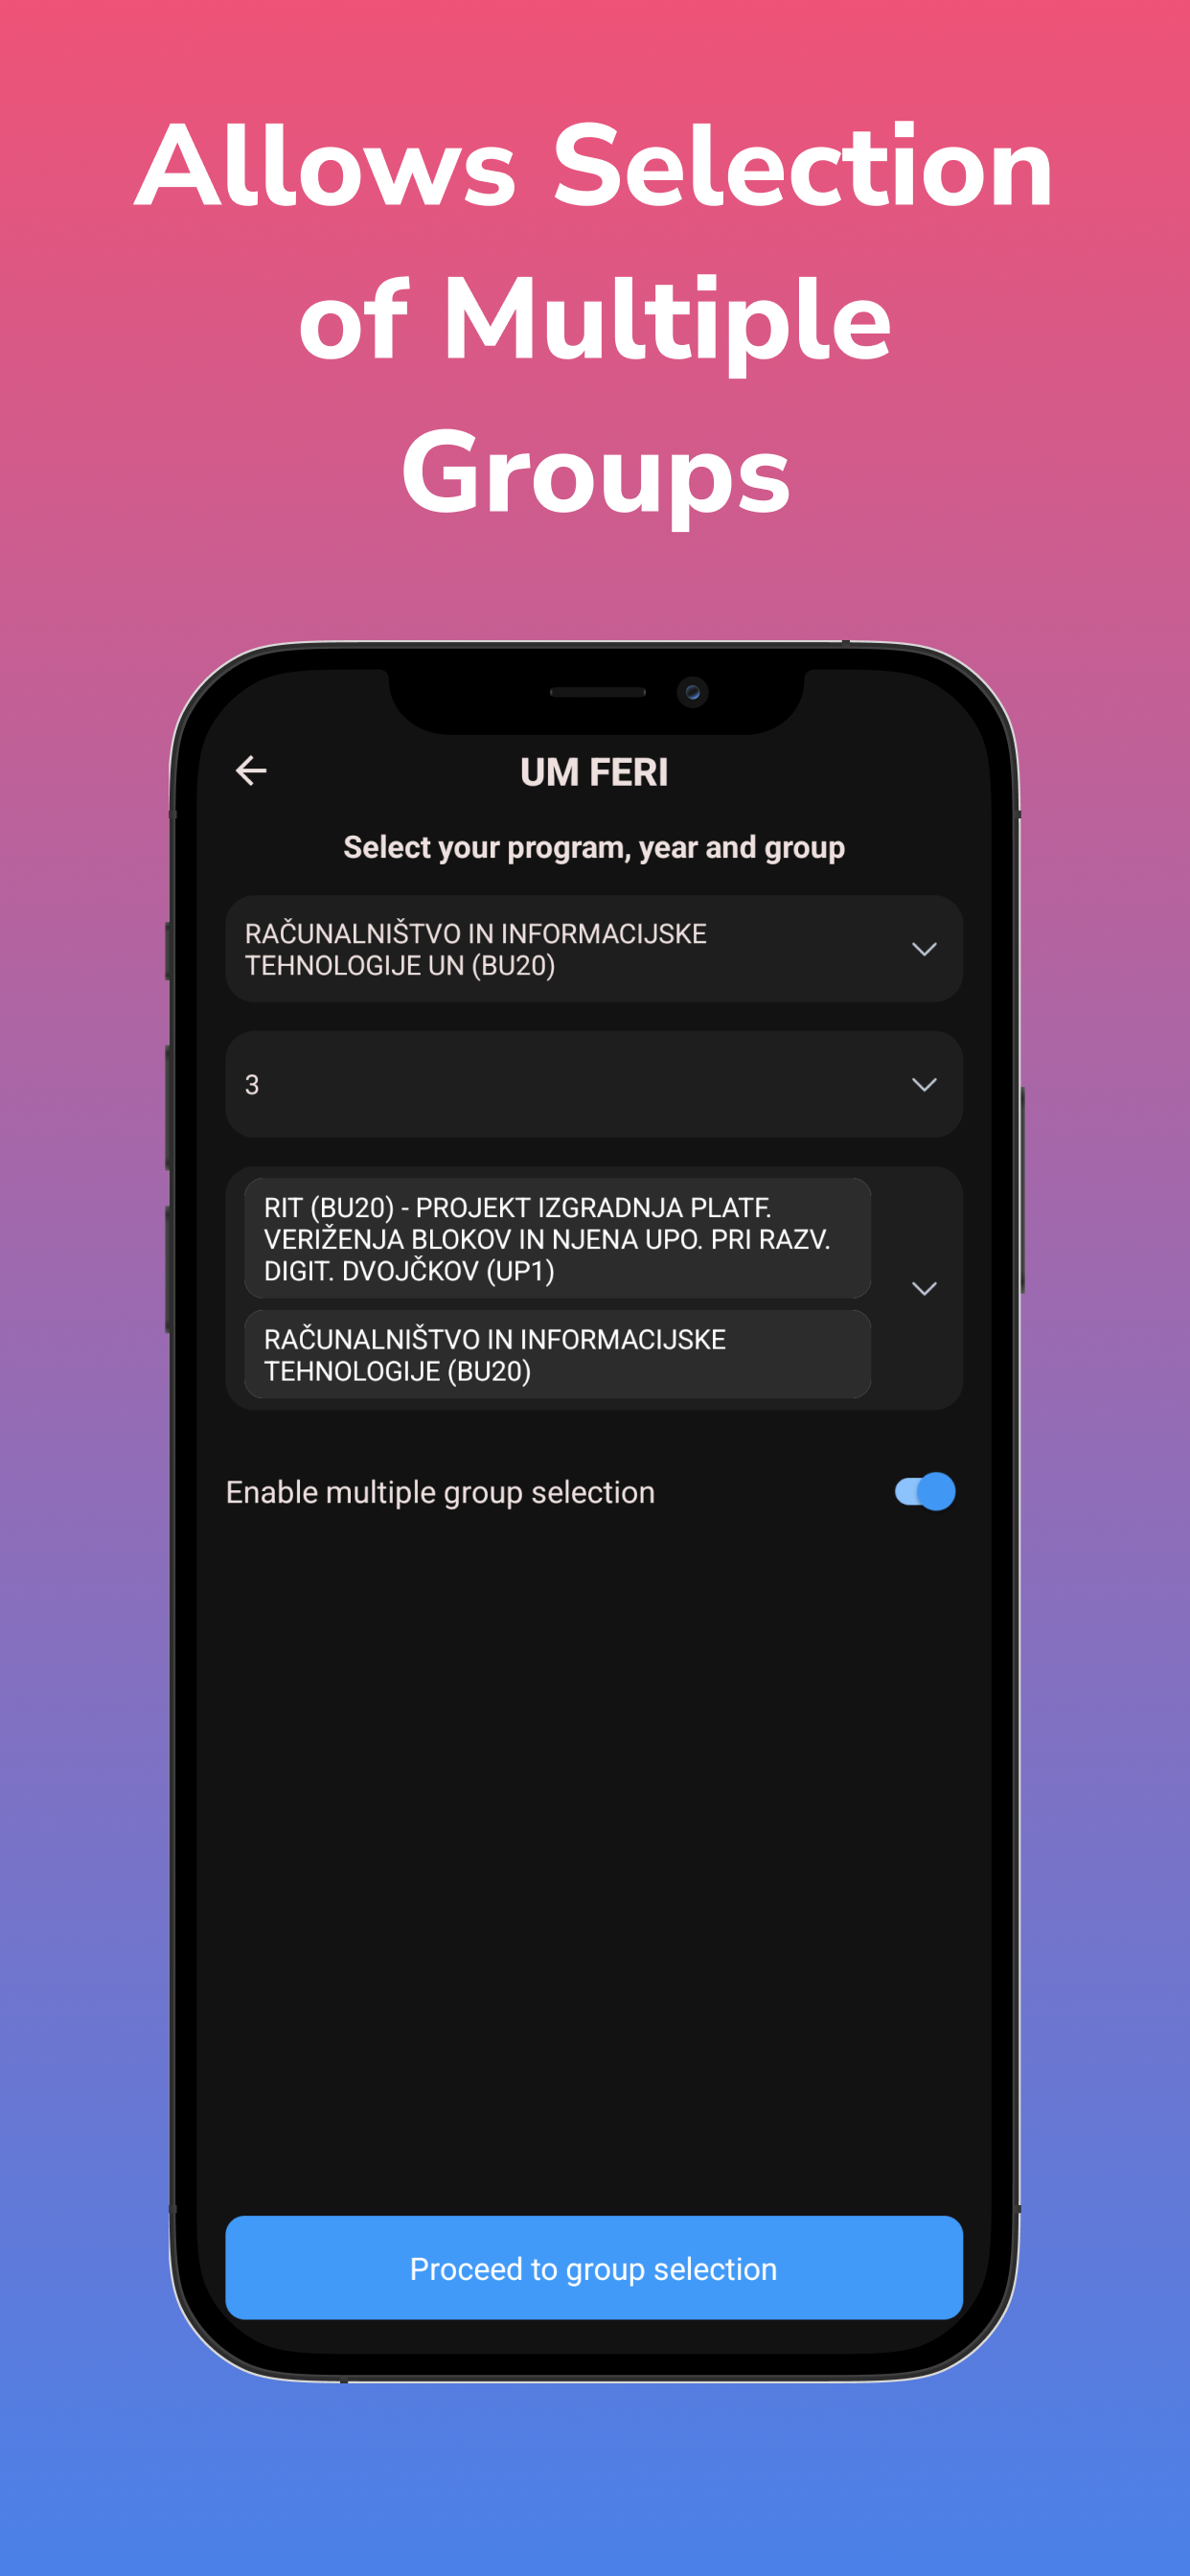 Allows Selection
of Multiple
Groups
UM FERI
Select your program, year and group
RAČUNALNIŠTVO IN INFORMACIJSKE
TEHNOLOGIJE UN (BU20)
3
RIT (BU20) - PROJEKT IZGRADNJA PLATF.
VERIŽENJA BLOKOV IN NJENA UPO. PRI RAZV.
DIGIT. DVOJČKOV (UP1)
RAČUNALNIŠTVO IN INFORMACIJSKE
TEHNOLOGIJE (BU20)
Enable multiple group selection
Proceed to group selection